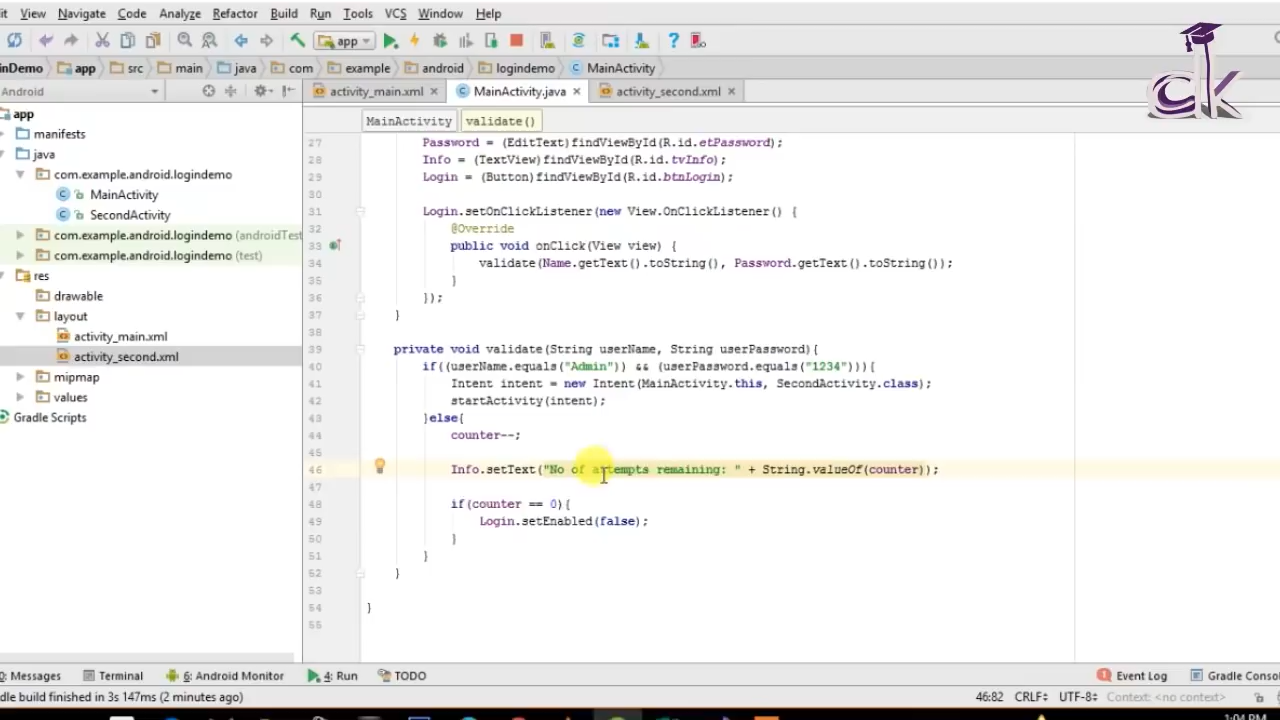 it View Navigate Code Analyze Refactor Build Run Tools VCS Window Help
app
ck
inDemo app src main java com example android logindemo MainActivity
Android activity_main.xml MainActivity.java activity_second.xml
MainActivity validate()
app
manifests
java
com.example.android.logindemo
MainActivity
SecondActivity
com.example.android.logindemo (androidTest
com.example.android.logindemo (test)
res
drawable
layout
activity_main.xml
activity_second.xml
mipmap
values
Gradle Scripts
27 Password = (EditText)findViewById(R.id.etPassword);
28 Info = (TextView)findViewById(R.id.tvInfo);
29 Login = (Button)findViewById(R.id.btnLogin);
30
31 Login.setOnClickListener(new View.OnClickListener() {
32 @Override
33 public void onClick(View view) {
34 validate(Name.getText().toString(), Password.getText().toString());
35 }
36 });
37 }
38
39 private void validate(String userName, String userPassword){
40 if((userName.equals("Admin")) && (userPassword.equals("1234"))){
41 Intent intent = new Intent(MainActivity.this, SecondActivity.class);
42 startActivity(intent);
43 }else{
44 counter--;
45
46 Info.setText("No of attempts remaining: " + String.valueOf(counter));
47
48 if(counter == 0){
49 Login.setEnabled(false);
50 }
51 }
52 }
53
54 }
55
0: Messages Terminal 6: Android Monitor 4: Run TODO Event Log Gradle Conso
dle build finished in 3s 147ms (2 minutes ago) 46:82 CRLF UTF-8 Context: <no context>
1:04 PM